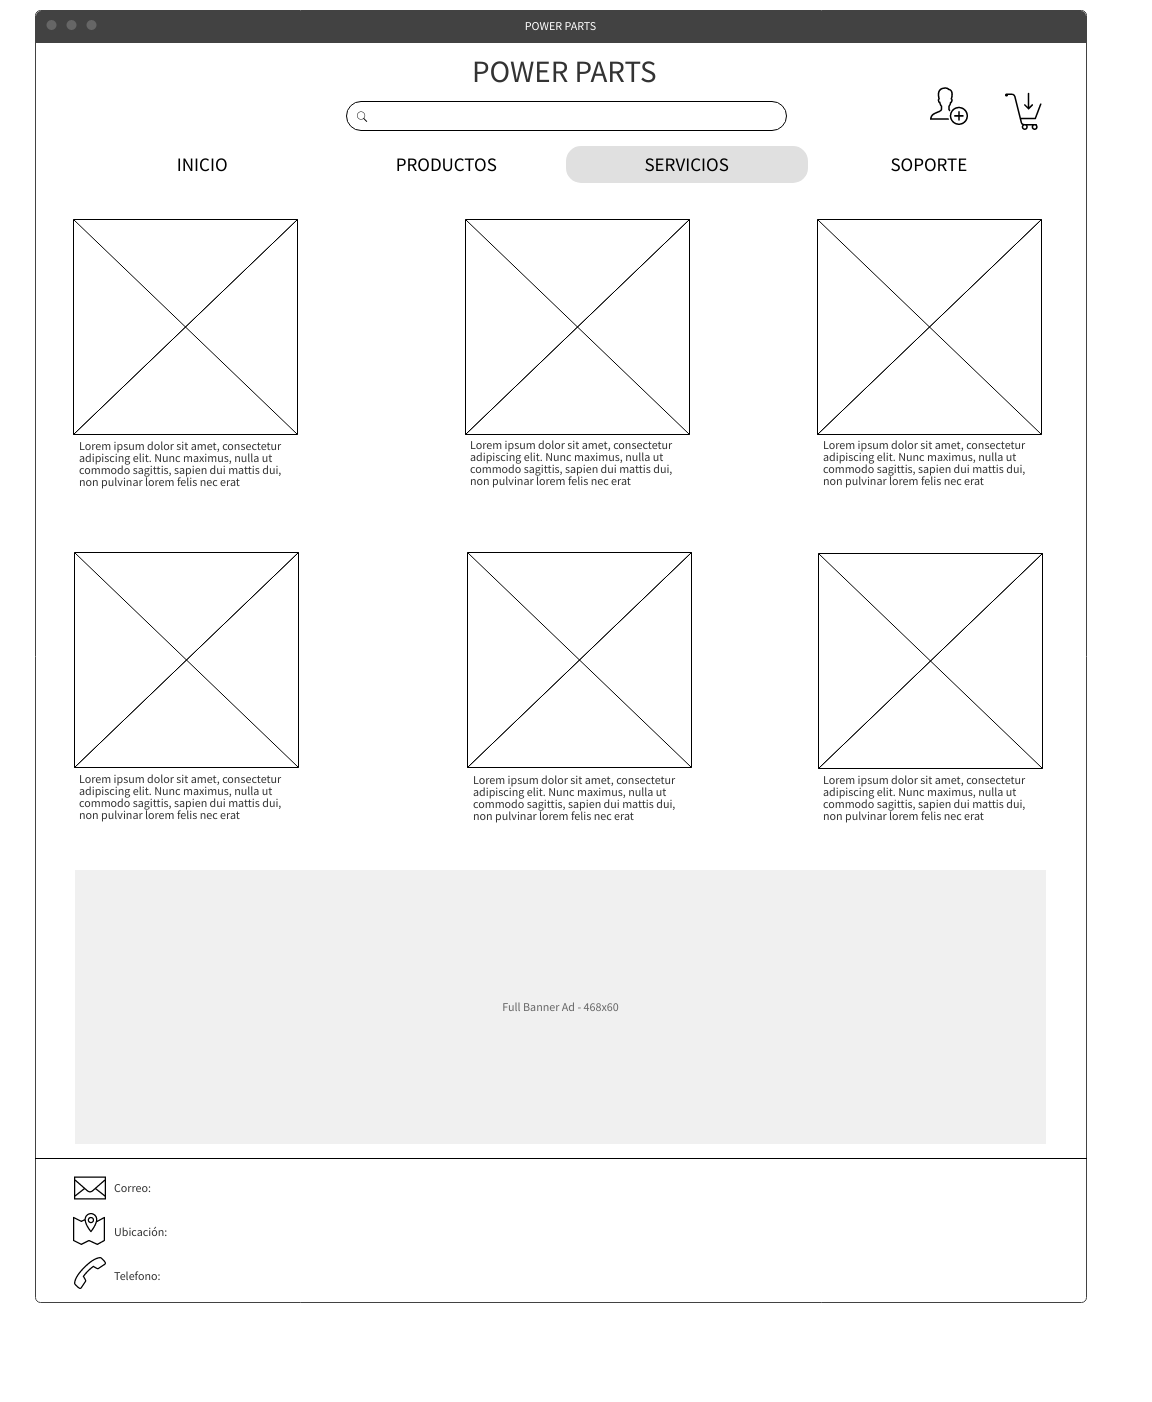 POWER PARTS
POWER PARTS
INICIO PRODUCTOS SERVICIOS SOPORTE
Lorem ipsum dolor sit amet, consectetur
adipiscing elit. Nunc maximus, nulla ut
commodo sagittis, sapien dui mattis dui,
non pulvinar lorem felis nec erat
Lorem ipsum dolor sit amet, consectetur
adipiscing elit. Nunc maximus, nulla ut
commodo sagittis, sapien dui mattis dui,
non pulvinar lorem felis nec erat
Lorem ipsum dolor sit amet, consectetur
adipiscing elit. Nunc maximus, nulla ut
commodo sagittis, sapien dui mattis dui,
non pulvinar lorem felis nec erat
Lorem ipsum dolor sit amet, consectetur
adipiscing elit. Nunc maximus, nulla ut
commodo sagittis, sapien dui mattis dui,
non pulvinar lorem felis nec erat
Lorem ipsum dolor sit amet, consectetur
adipiscing elit. Nunc maximus, nulla ut
commodo sagittis, sapien dui mattis dui,
non pulvinar lorem felis nec erat
Lorem ipsum dolor sit amet, consectetur
adipiscing elit. Nunc maximus, nulla ut
commodo sagittis, sapien dui mattis dui,
non pulvinar lorem felis nec erat
Full Banner Ad - 468x60
Correo:
Ubicación:
Telefono: